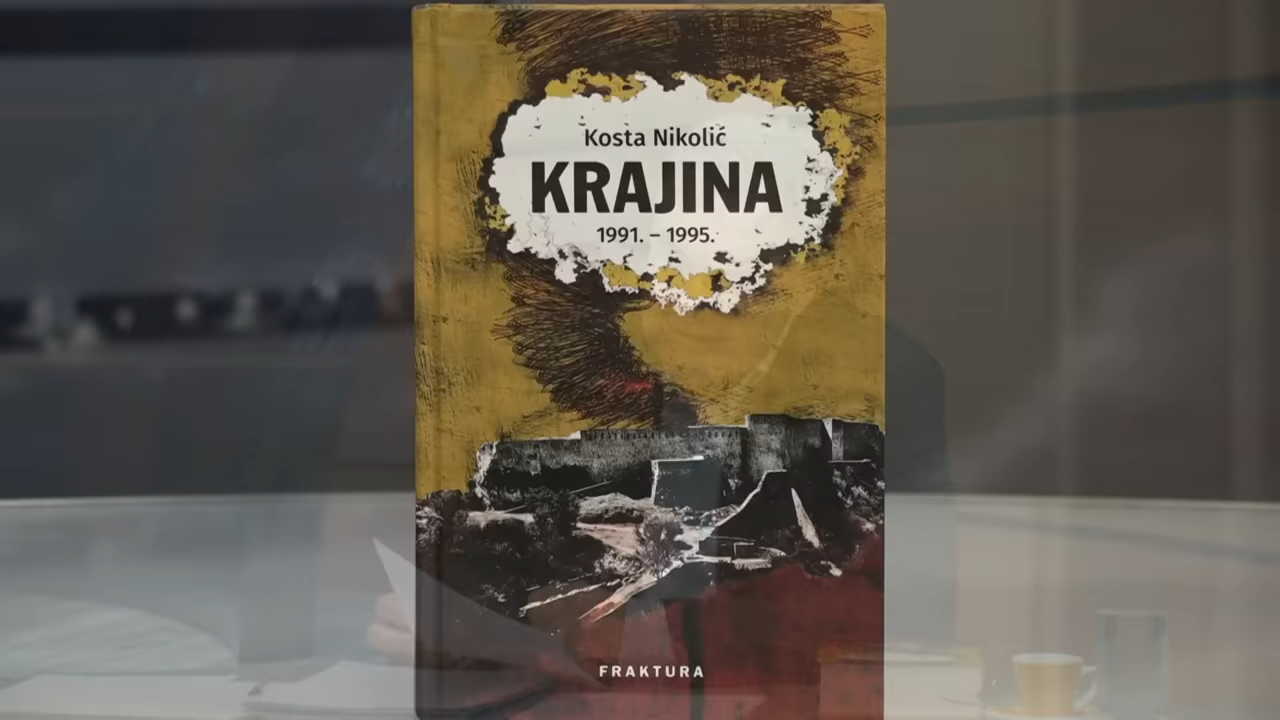 Kosta Nikolić
KRAJINA
1991. – 1995.
FRAKTURA